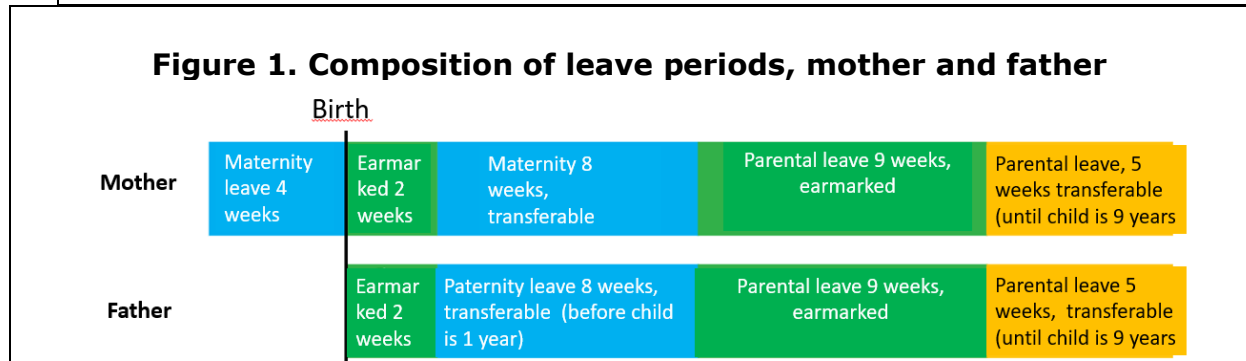 Figure 1. Composition of leave periods, mother and father
Birth
Mother
Maternity
leave 4
weeks
Earmar
ked 2
weeks
Maternity 8
weeks,
transferable
Parental leave 9 weeks,
earmarked
Parental leave, 5
weeks transferable
(until child is 9 years
Father
Earmar
ked 2
weeks
Paternity leave 8 weeks,
transferable (before child
is 1 year)
Parental leave 9 weeks,
earmarked
Parental leave 5
weeks, transferable
(until child is 9 years